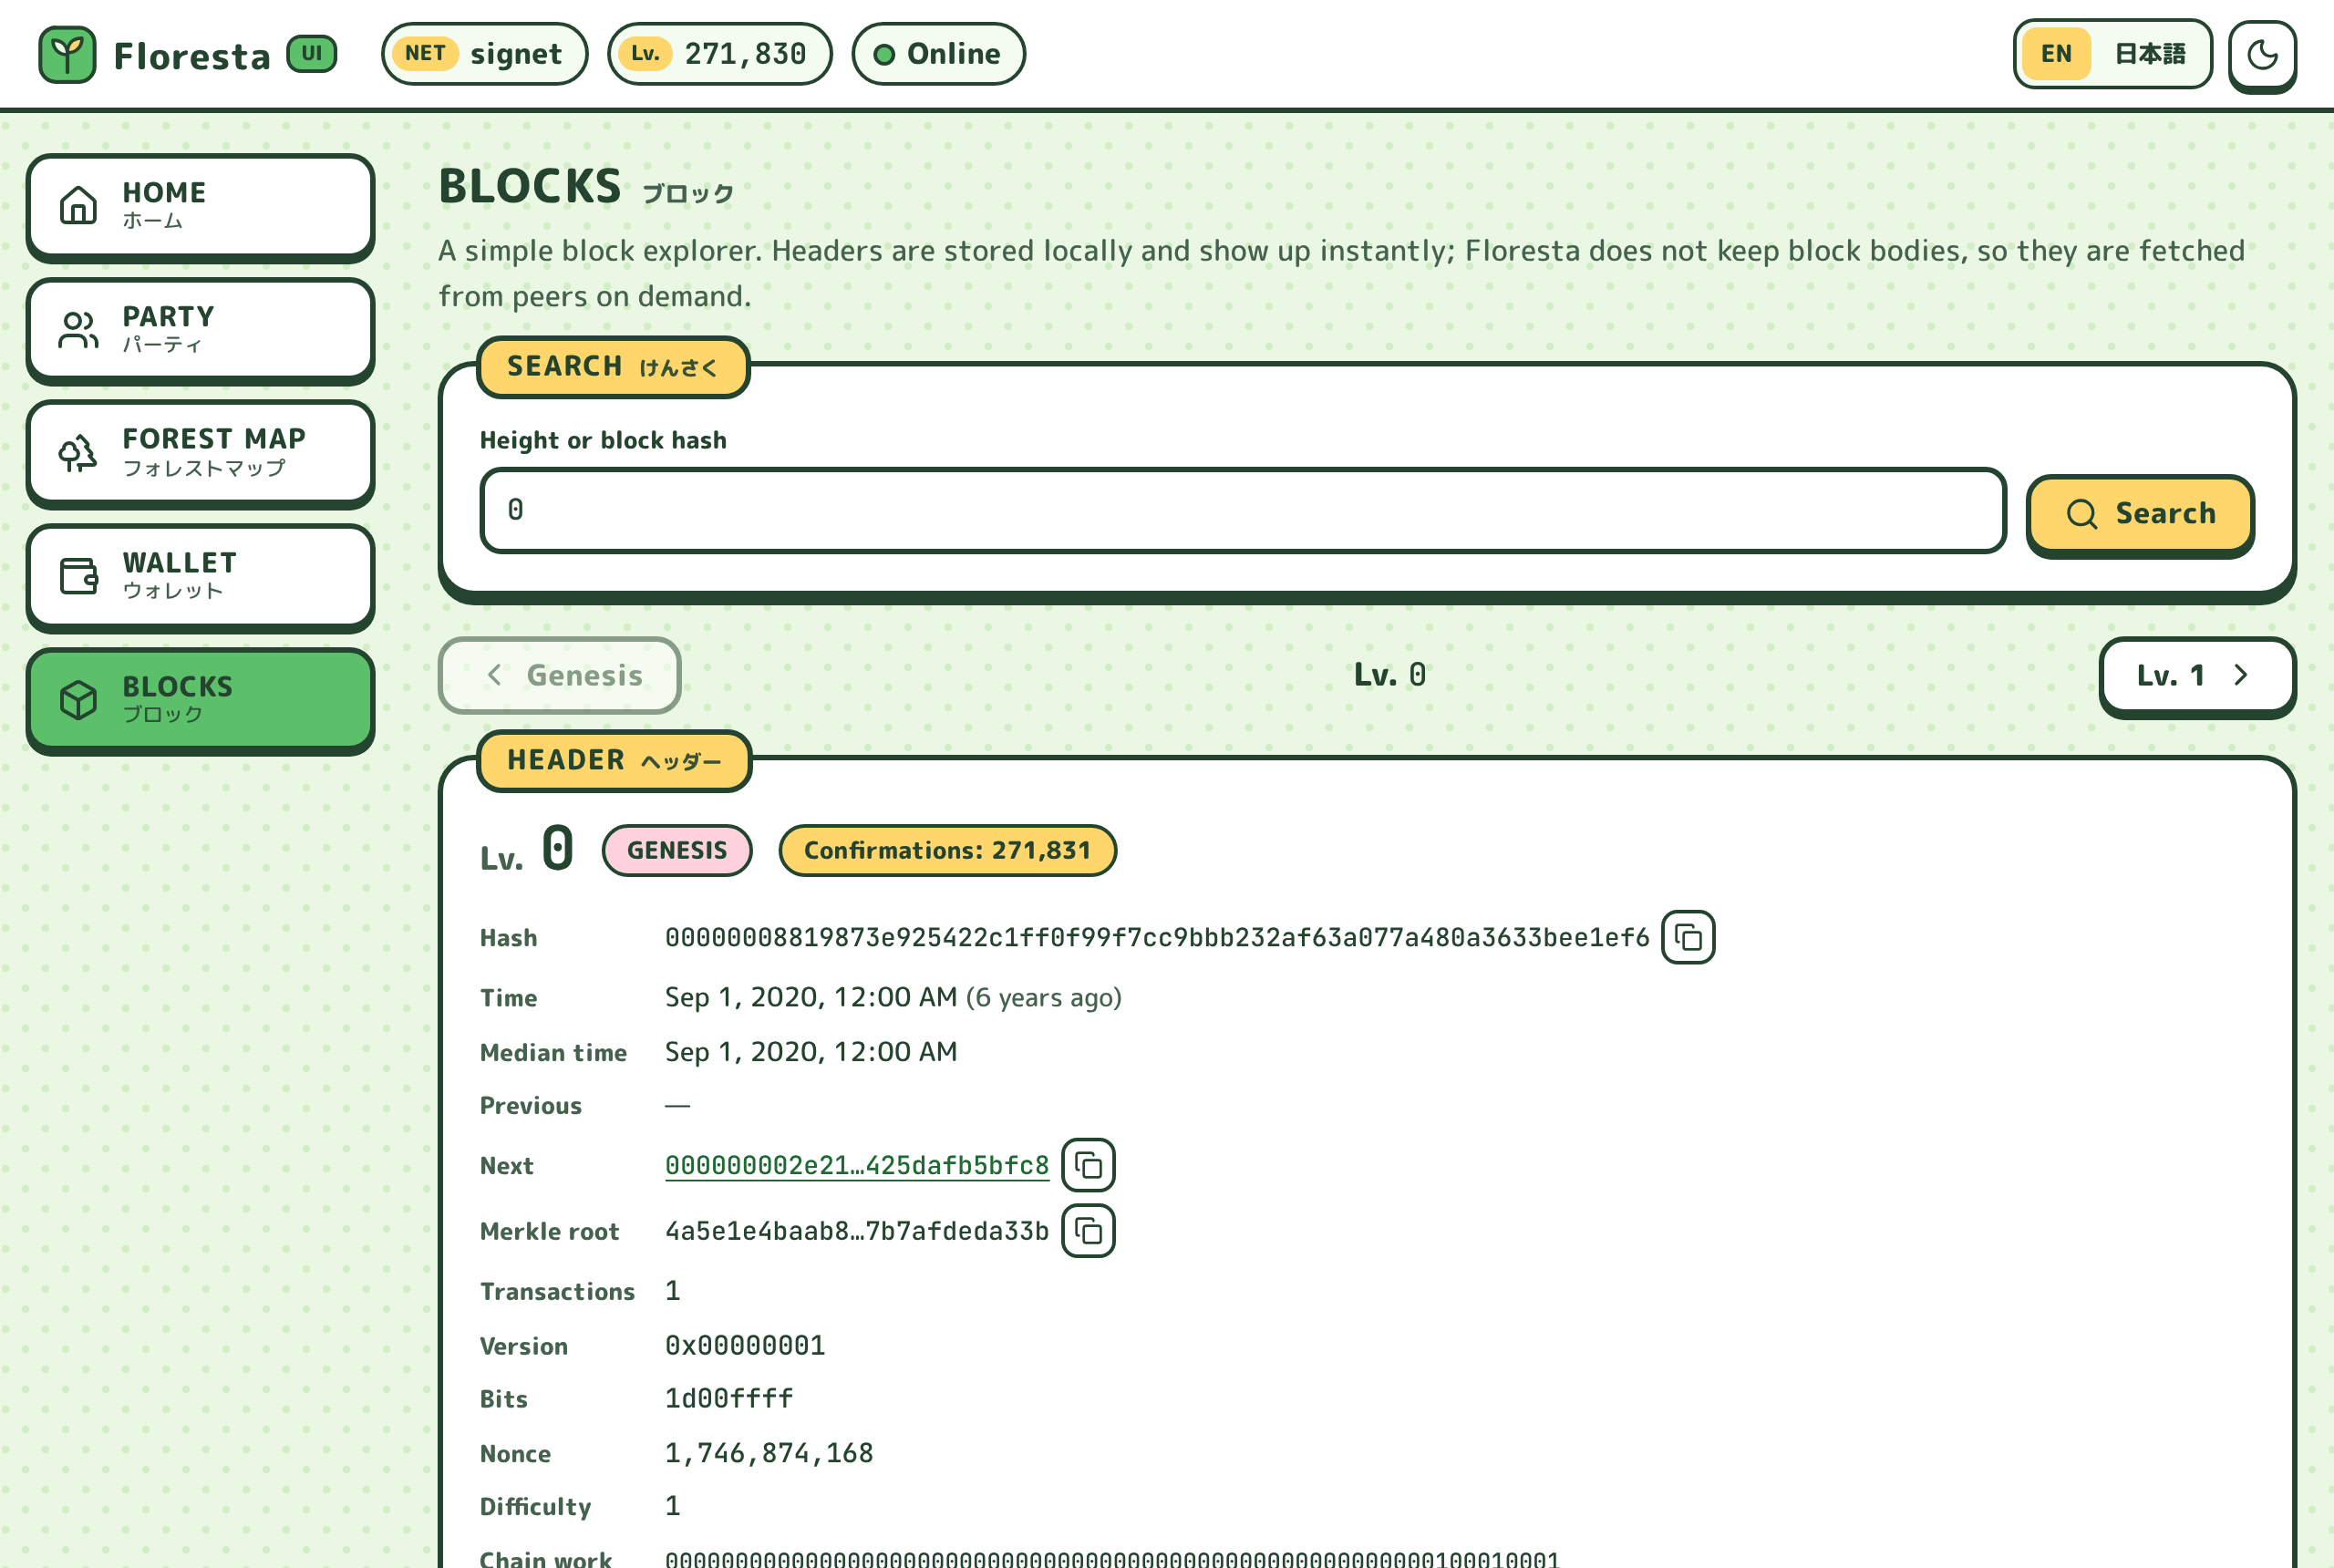 Floresta UI NET signet Lv. 271,830 Online EN 日本語
HOME
ホーム
PARTY
パーティ
FOREST MAP
フォレストマップ
WALLET
ウォレット
BLOCKS
ブロック
BLOCKS ブロック
A simple block explorer. Headers are stored locally and show up instantly; Floresta does not keep block bodies, so they are fetched
from peers on demand.
SEARCH けんさく
Height or block hash
0
Search
Genesis Lv. 0 Lv. 1
HEADER ヘッダー
Lv. 0 GENESIS Confirmations: 271,831
Hash 00000008819873e925422c1ff0f99f7cc9bbb232af63a077a480a3633bee1ef6
Time Sep 1, 2020, 12:00 AM (6 years ago)
Median time Sep 1, 2020, 12:00 AM
Previous —
Next 000000002e21…425dafb5bfc8
Merkle root 4a5e1e4baab8…7b7afdeda33b
Transactions 1
Version 0x00000001
Bits 1d00ffff
Nonce 1,746,874,168
Difficulty 1
Chain work 0000000000000000000000000000000000000000000000000000000100010001